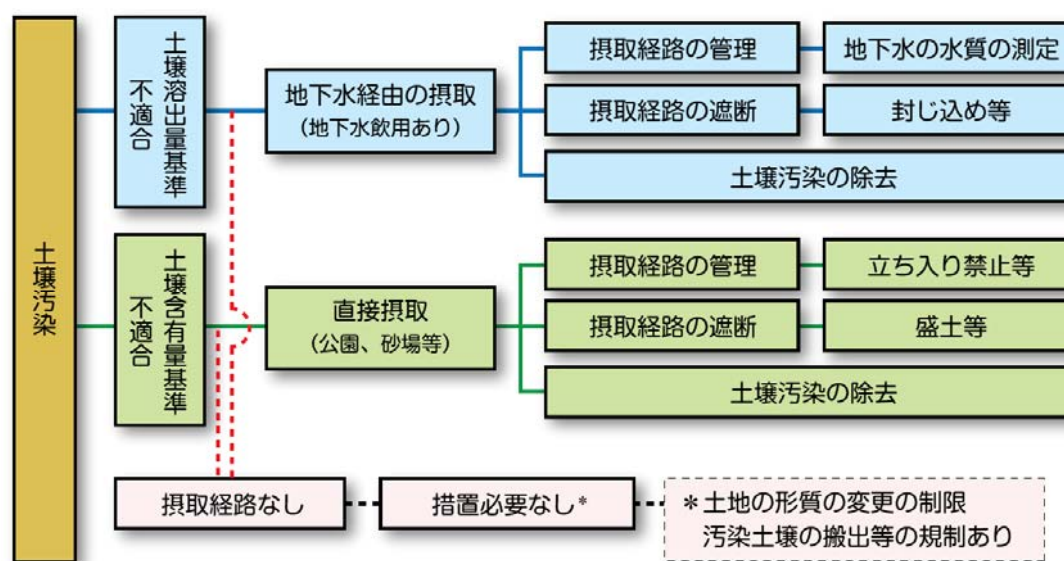 土壌汚染
土壌溶出量基準
不適合
地下水経由の摂取
(地下水飲用あり)
摂取経路の管理
地下水の水質の測定
摂取経路の遮断
封じ込め等
土壌汚染の除去
土壌含有量基準
不適合
直接摂取
(公園、砂場等)
摂取経路の管理
立ち入り禁止等
摂取経路の遮断
盛土等
土壌汚染の除去
摂取経路なし
措置必要なし*
*土地の形質の変更の制限
汚染土壌の搬出等の規制あり